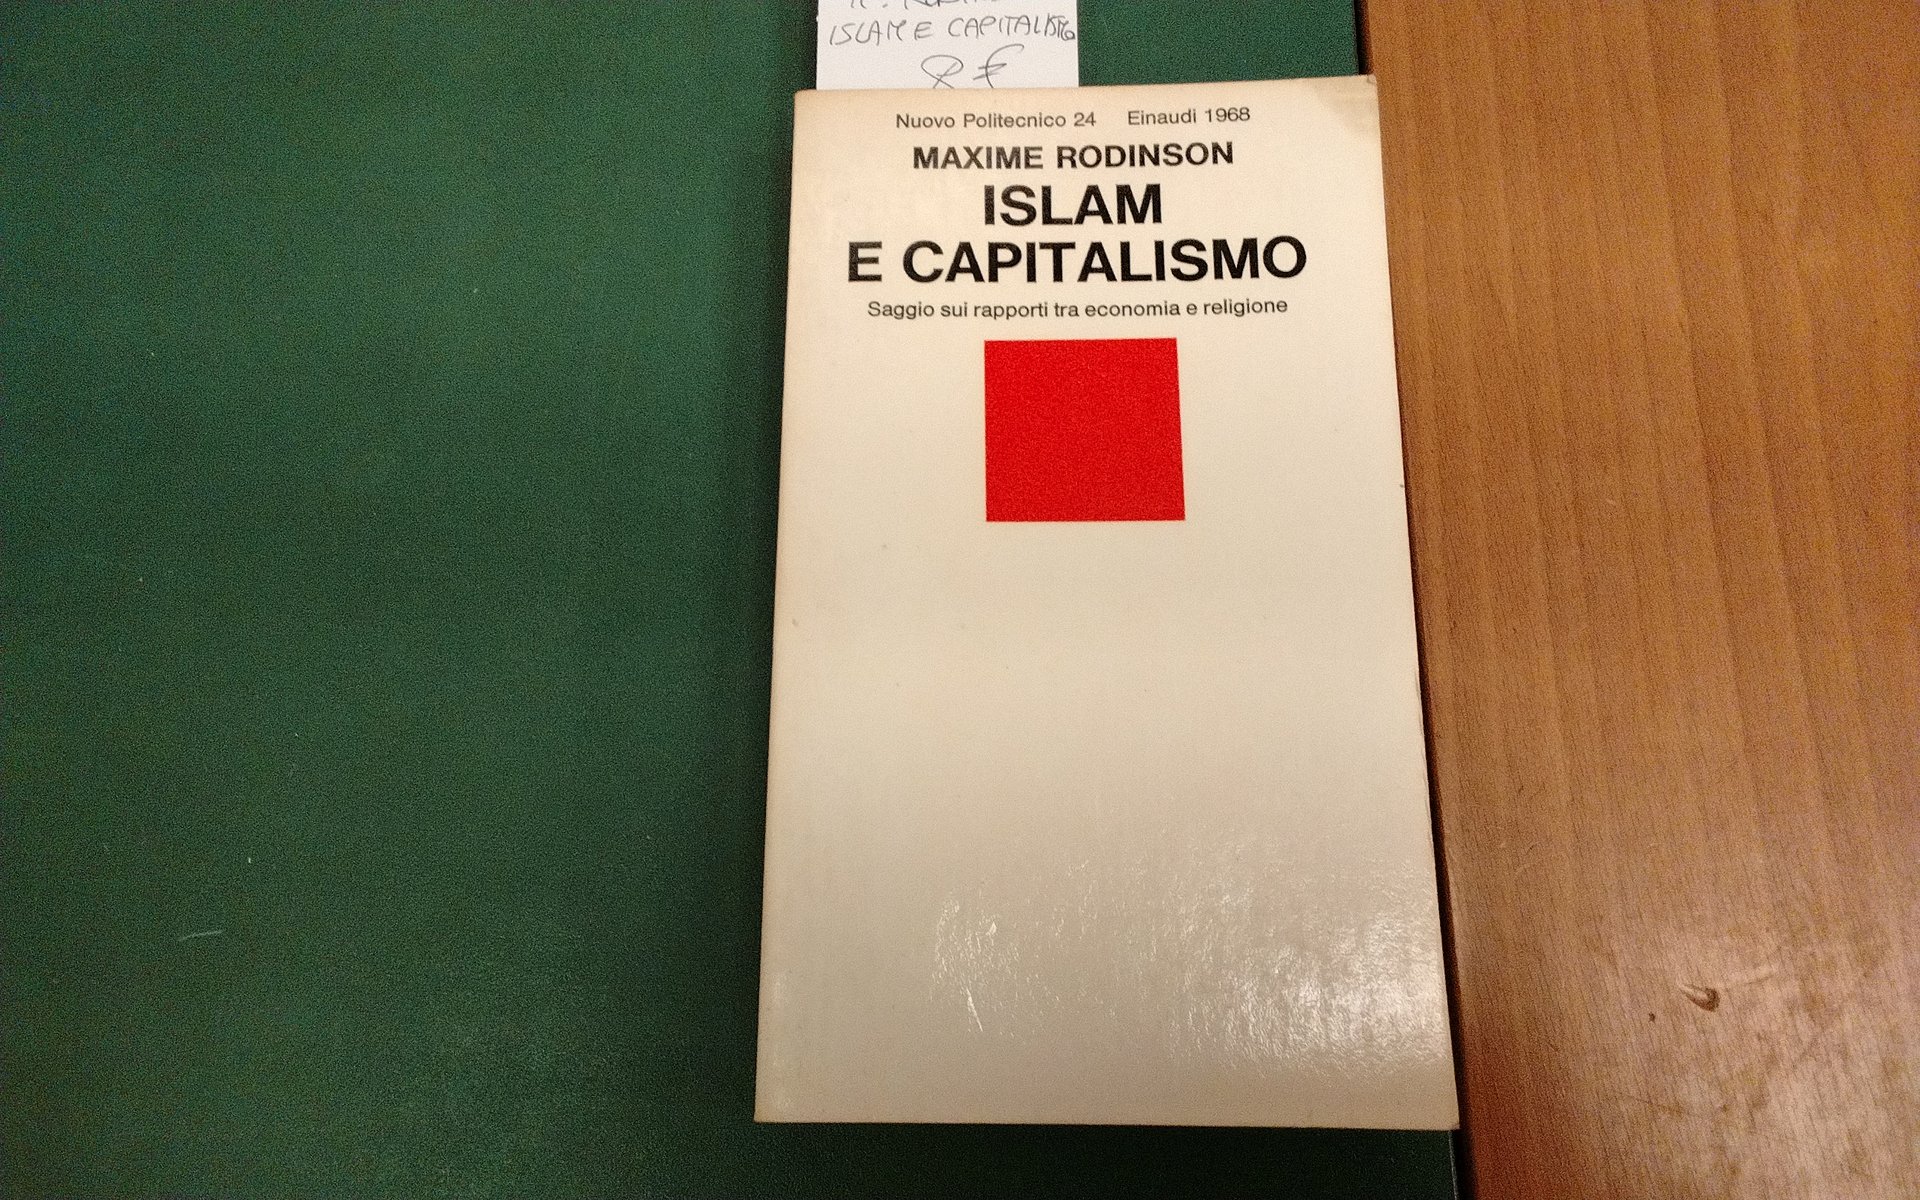 ISLAM E CAPITALISMO
8 €
Nuovo Politecnico 24 Einaudi 1968
MAXIME RODINSON
ISLAM
E CAPITALISMO
Saggio sui rapporti tra economia e religione